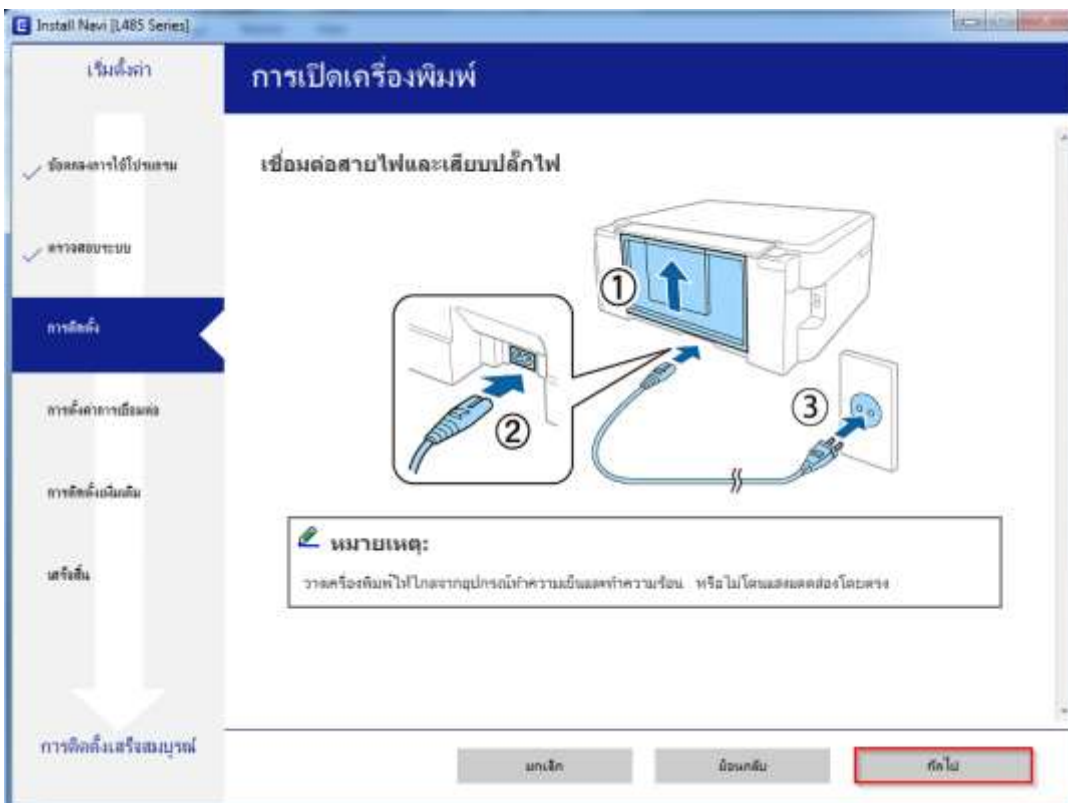 Install Navi [L485 Series]
เริ่มตั้งค่า
ข้อตกลงการใช้โปรแกรม
ตรวจสอบระบบ
การติดตั้ง
การตั้งค่าการเชื่อมต่อ
การติดตั้งเพิ่มเติม
เสร็จสิ้น
การติดตั้งเสร็จสมบูรณ์
การเปิดเครื่องพิมพ์
เชื่อมต่อสายไฟและเสียบปลั๊กไฟ
1
2
3
หมายเหตุ:
วางเครื่องพิมพ์ให้ไกลจากอุปกรณ์ทำความเย็นและทำความร้อน หรือไม่โดนแสงแดดส่องโดยตรง
ยกเลิก
ย้อนกลับ
ถัดไป